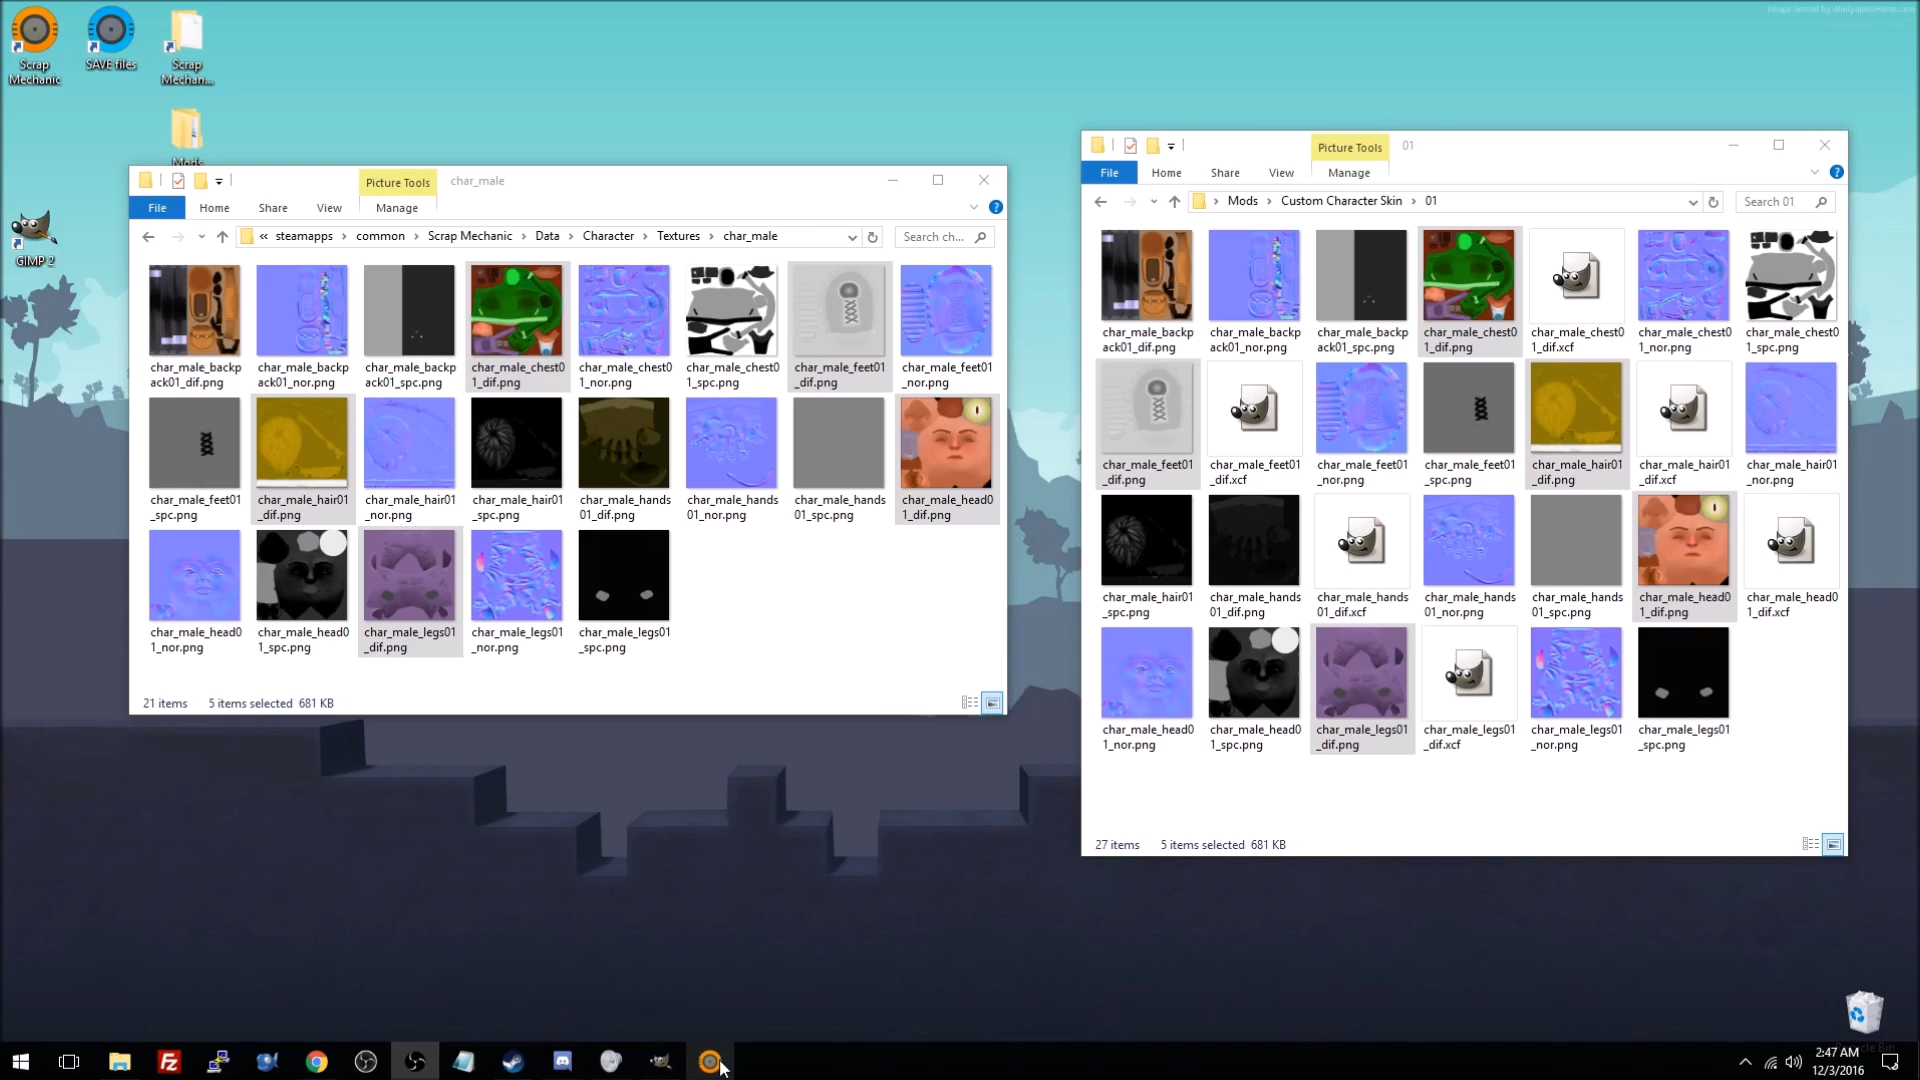 Scrap
Mechanic
SAVE files
Scrap
Mechan...
Mods
GIMP 2
Picture Tools
char_male
File
Home
Share
View
Manage
«
steamapps
common
Scrap Mechanic
Data
Character
Textures
char_male
Search ch...
char_male_backp
ack01_dif.png
char_male_backp
ack01_nor.png
char_male_backp
ack01_spc.png
char_male_chest0
1_dif.png
char_male_chest0
1_nor.png
char_male_chest0
1_spc.png
char_male_feet01
_dif.png
char_male_feet01
_nor.png
char_male_feet01
_spc.png
char_male_hair01
_dif.png
char_male_hair01
_nor.png
char_male_hair01
_spc.png
char_male_hands
01_dif.png
char_male_hands
01_nor.png
char_male_hands
01_spc.png
char_male_head0
1_dif.png
char_male_head0
1_nor.png
char_male_head0
1_spc.png
char_male_legs01
_dif.png
char_male_legs01
_nor.png
char_male_legs01
_spc.png
21 items
5 items selected 681 KB
Picture Tools
01
File
Home
Share
View
Manage
Mods
Custom Character Skin
01
Search 01
char_male_backp
ack01_dif.png
char_male_backp
ack01_nor.png
char_male_backp
ack01_spc.png
char_male_chest0
1_dif.png
char_male_chest0
1_dif.xcf
char_male_chest0
1_nor.png
char_male_chest0
1_spc.png
char_male_feet01
_dif.png
char_male_feet01
_dif.xcf
char_male_feet01
_nor.png
char_male_feet01
_spc.png
char_male_hair01
_dif.png
char_male_hair01
_dif.xcf
char_male_hair01
_nor.png
char_male_hair01
_spc.png
char_male_hands
01_dif.png
char_male_hands
01_dif.xcf
char_male_hands
01_nor.png
char_male_hands
01_spc.png
char_male_head0
1_dif.png
char_male_head0
1_dif.xcf
char_male_head0
1_nor.png
char_male_head0
1_spc.png
char_male_legs01
_dif.png
char_male_legs01
_dif.xcf
char_male_legs01
_nor.png
char_male_legs01
_spc.png
27 items
5 items selected 681 KB
2:47 AM
12/3/2016